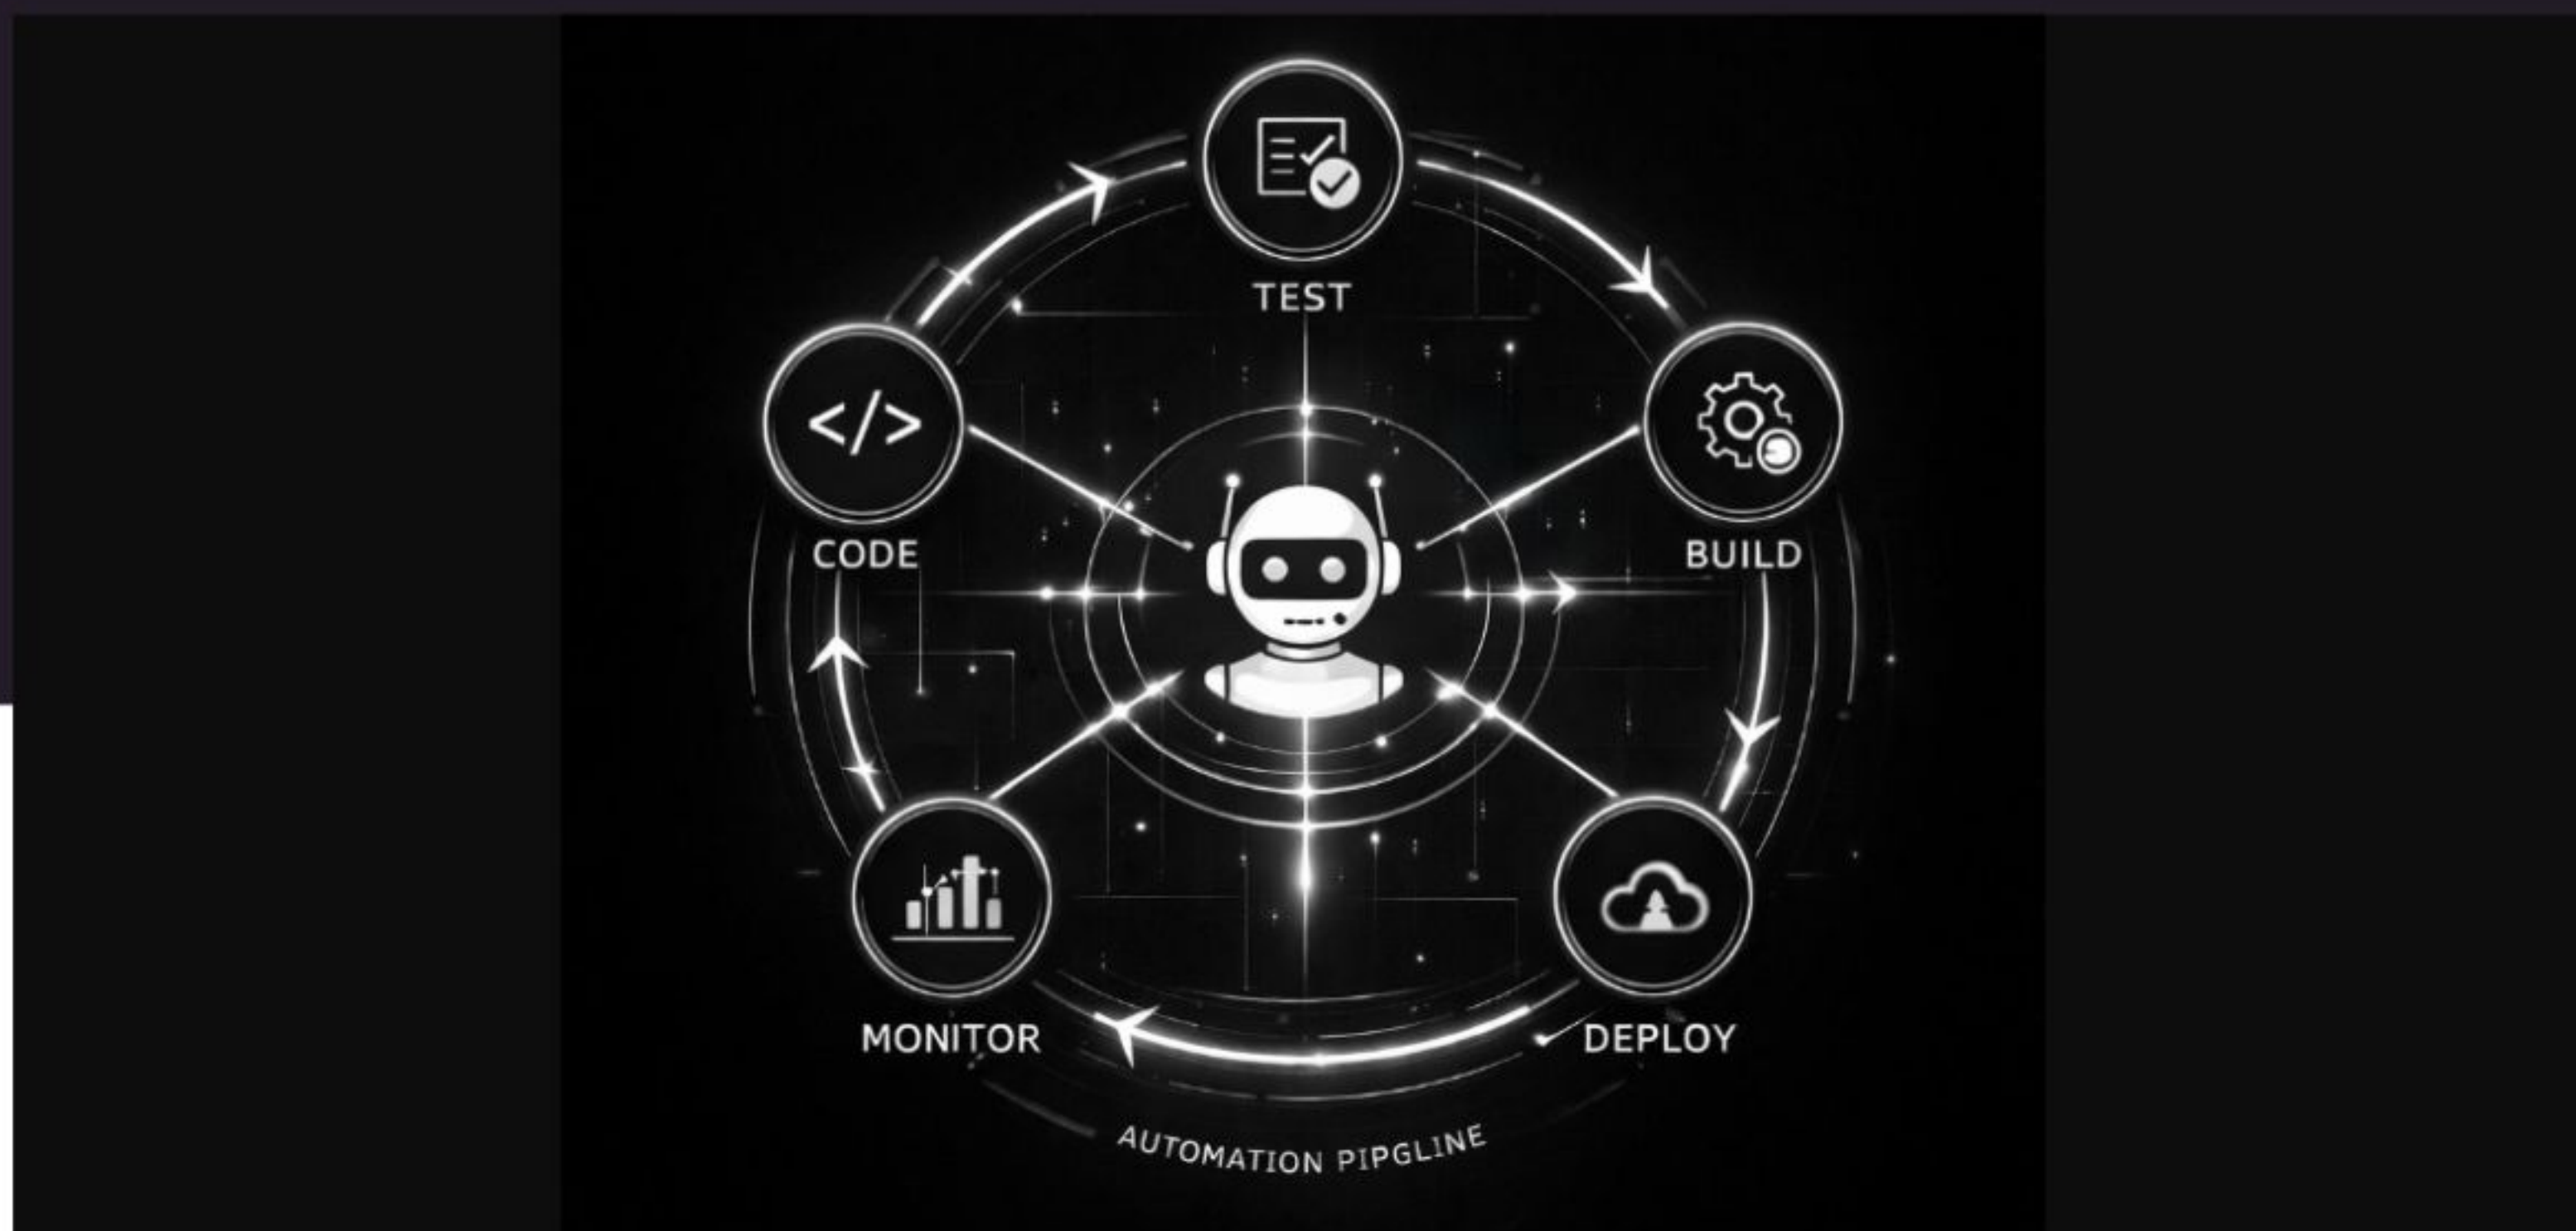 TEST
</>
CODE
BUILD
MONITOR
DEPLOY
AUTOMATION PIPGLINE